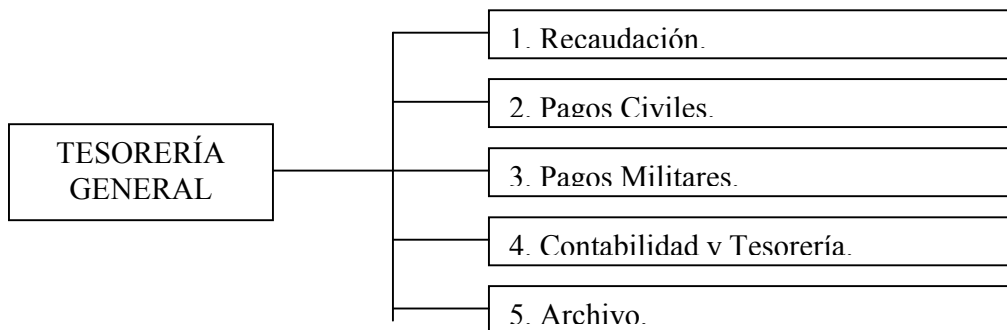 TESORERÍA
GENERAL
1. Recaudación.
2. Pagos Civiles.
3. Pagos Militares.
4. Contabilidad y Tesorería.
5. Archivo.